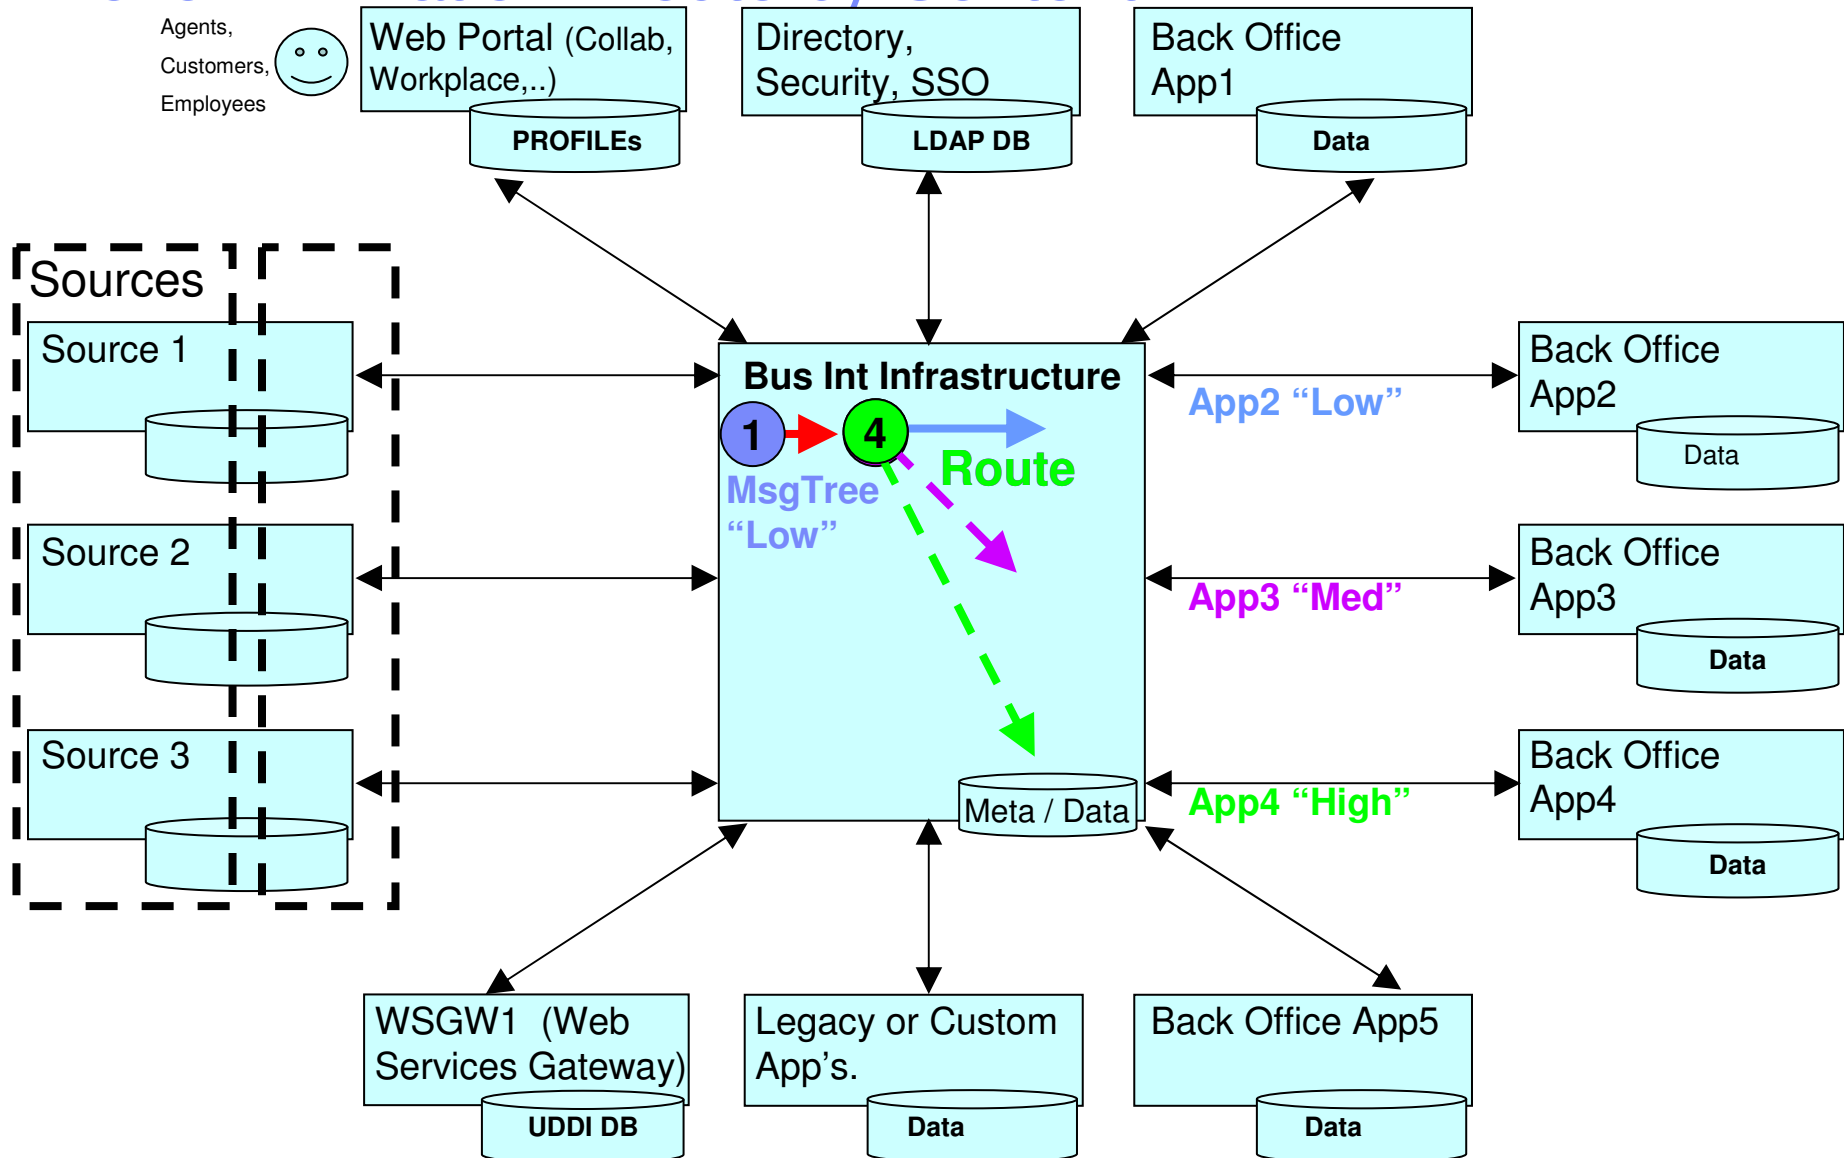 Agents,
Customers,
Employees
Web Portal (Collab,
Workplace,..)
PROFILEs
Directory,
Security, SSO
LDAP DB
Back Office
App1
Data
Sources
Source 1
Source 2
Source 3
Bus Int Infrastructure
1
4
Route
MsgTree
“Low”
Meta / Data
App2 “Low”
App3 “Med”
App4 “High”
Back Office
App2
Data
Back Office
App3
Data
Back Office
App4
Data
WSGW1 (Web
Services Gateway)
UDDI DB
Legacy or Custom
App's.
Data
Back Office App5
Data